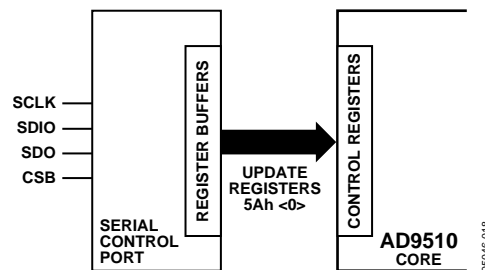 SCLK
SDIO
SDO
CSB
SERIAL
CONTROL
PORT
REGISTER BUFFERS
UPDATE
REGISTERS
5Ah <0>
CONTROL REGISTERS
AD9510
CORE